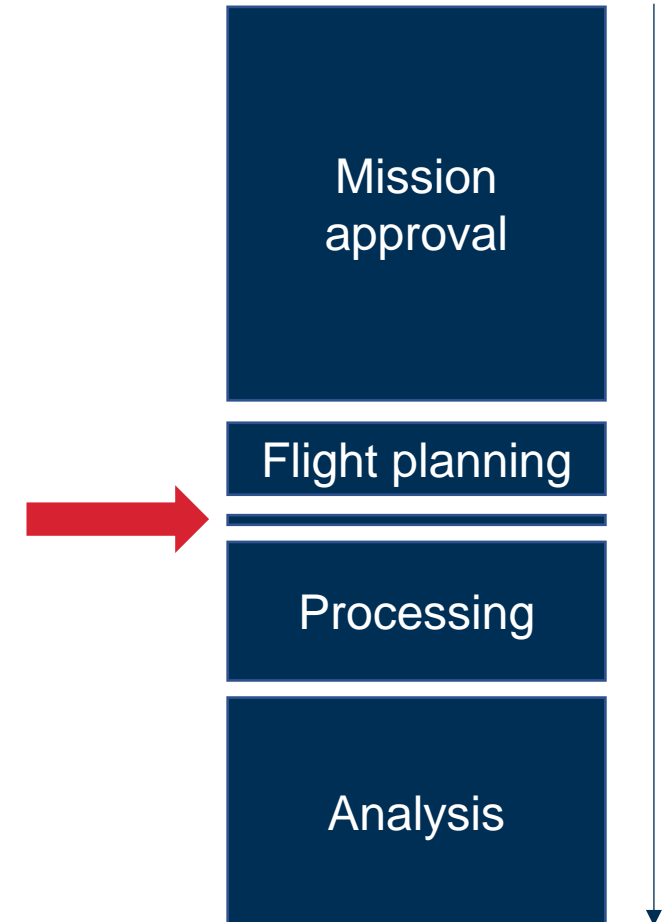 Mission
approval
Flight planning
Processing
Analysis